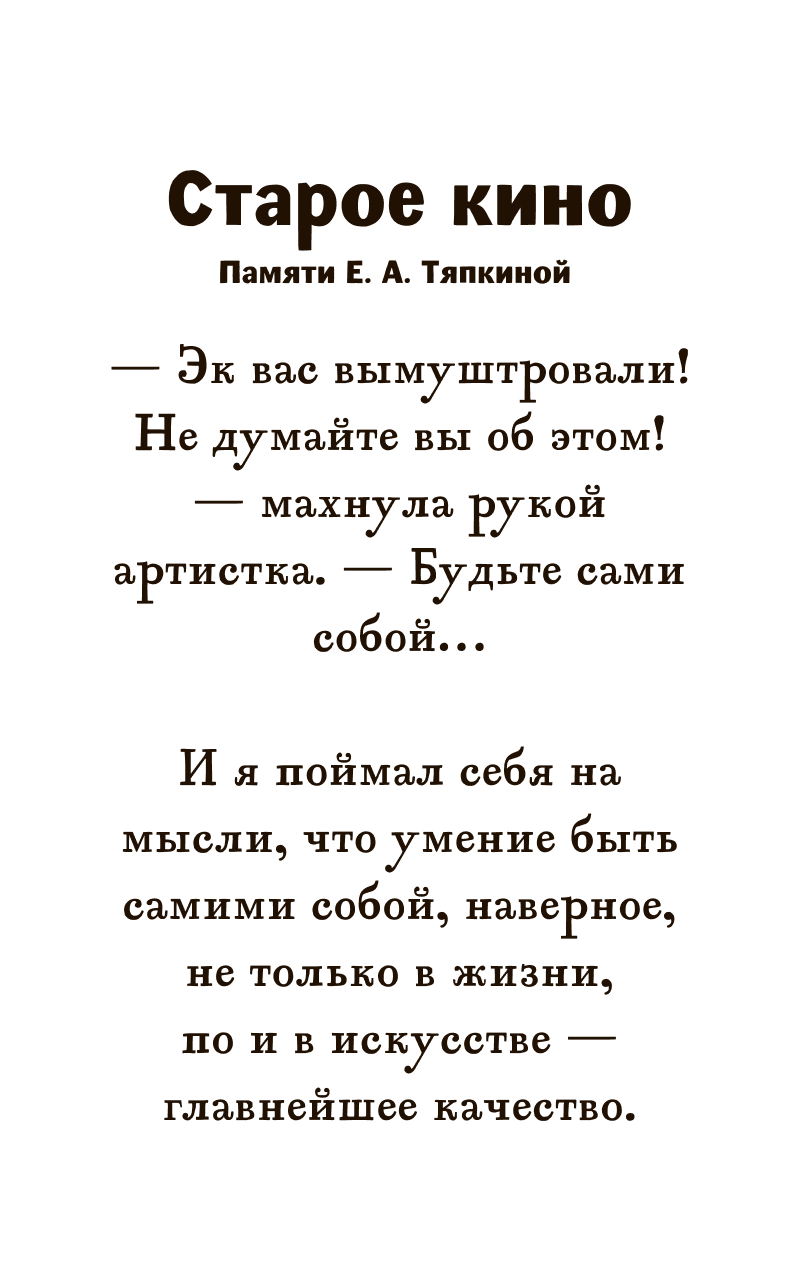 Старое кино
Памяти Е. А. Тяпкиной
— Эк вас вымуштровали!
Не думайте вы об этом!
— махнула рукой
артистка. — Будьте сами
собой...
И я поймал себя на
мысли, что умение быть
самими собой, наверное,
не только в жизни,
по и в искусстве —
главнейшее качество.